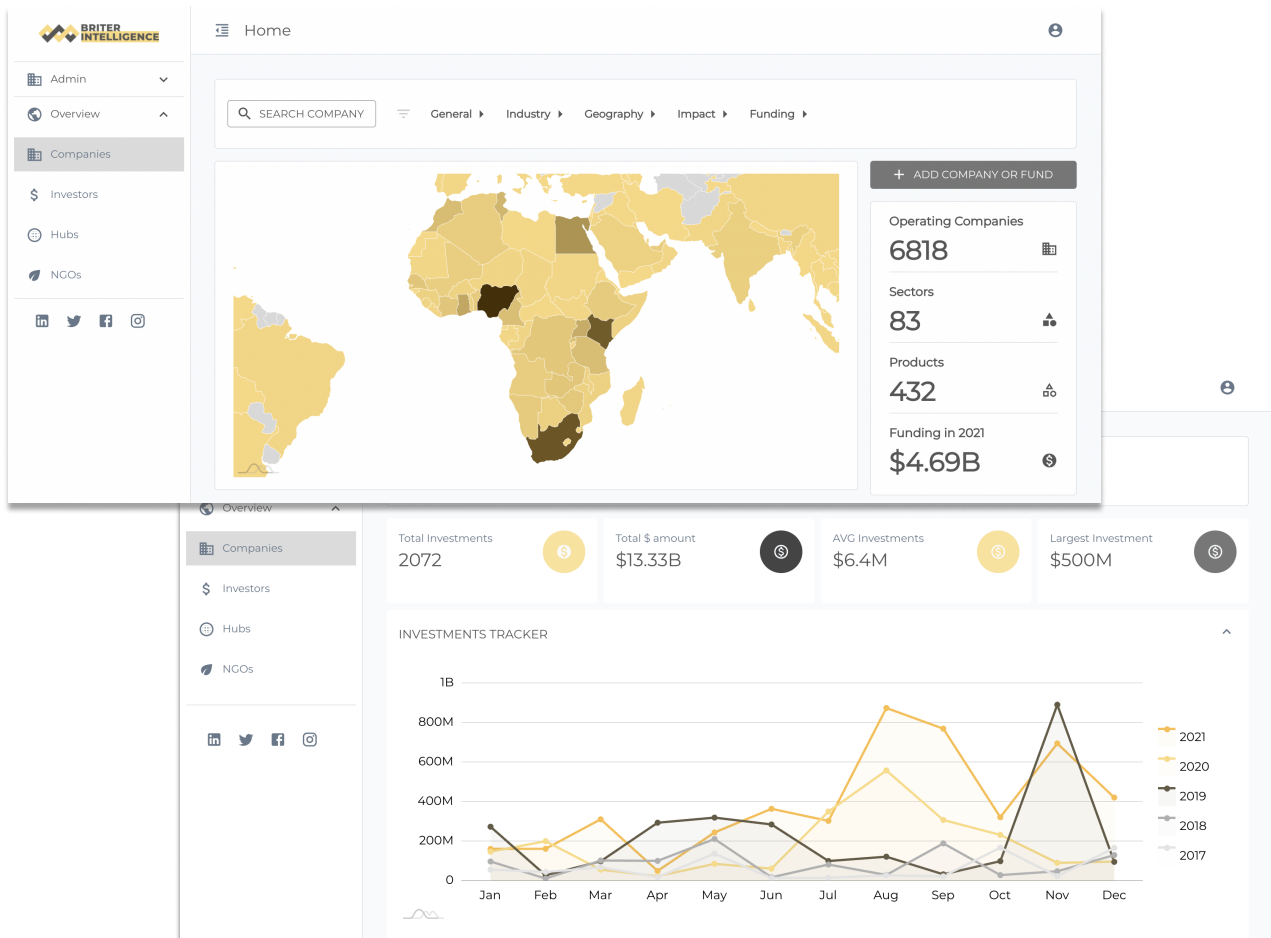 BRITER
INTELLIGENCE
Home
Admin
Overview
Companies
Investors
Hubs
NGOs
SEARCH COMPANY
General
Industry
Geography
Impact
Funding
ADD COMPANY OR FUND
Operating Companies
6818
Sectors
83
Products
432
Funding in 2021
$4.69B
Overview
Companies
Investors
Hubs
NGOs
Total Investments
2072
Total $ amount
$13.33B
AVG Investments
$6.4M
Largest Investment
$500M
INVESTMENTS TRACKER
1B
800M
600M
400M
200M
0
Jan Feb Mar Apr May Jun Jul Aug Sep Oct Nov Dec
2021
2020
2019
2018
2017